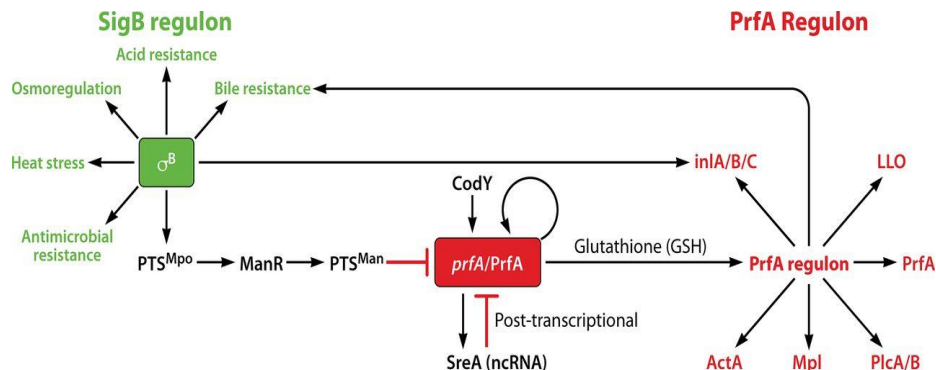 SigB regulon
PrfA Regulon
Acid resistance
Osmoregulation
Bile resistance
Heat stress
σB
inlA/B/C
LLO
CodY
Antimicrobial
resistance
PTSMpo
ManR
PTSMan
prfA/PrfA
Glutathione (GSH)
PrfA regulon
PrfA
Post-transcriptional
SreA (ncRNA)
ActA
Mpl
PlcA/B